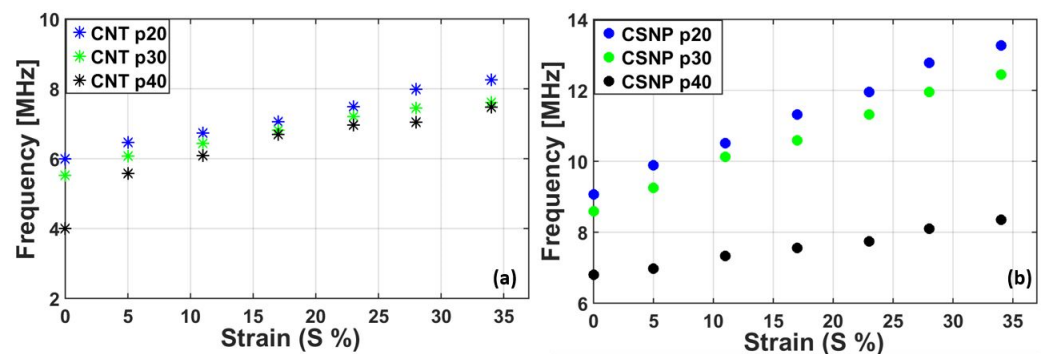 10
8
6
4
2
Frequency [MHz]
CNT p20
CNT p30
CNT p40
(a)
0 5 10 15 20 25 30 35
Strain (S %)
14
12
10
8
6
Frequency [MHz]
CSNP p20
CSNP p30
CSNP p40
(b)
0 5 10 15 20 25 30 35
Strain (S %)